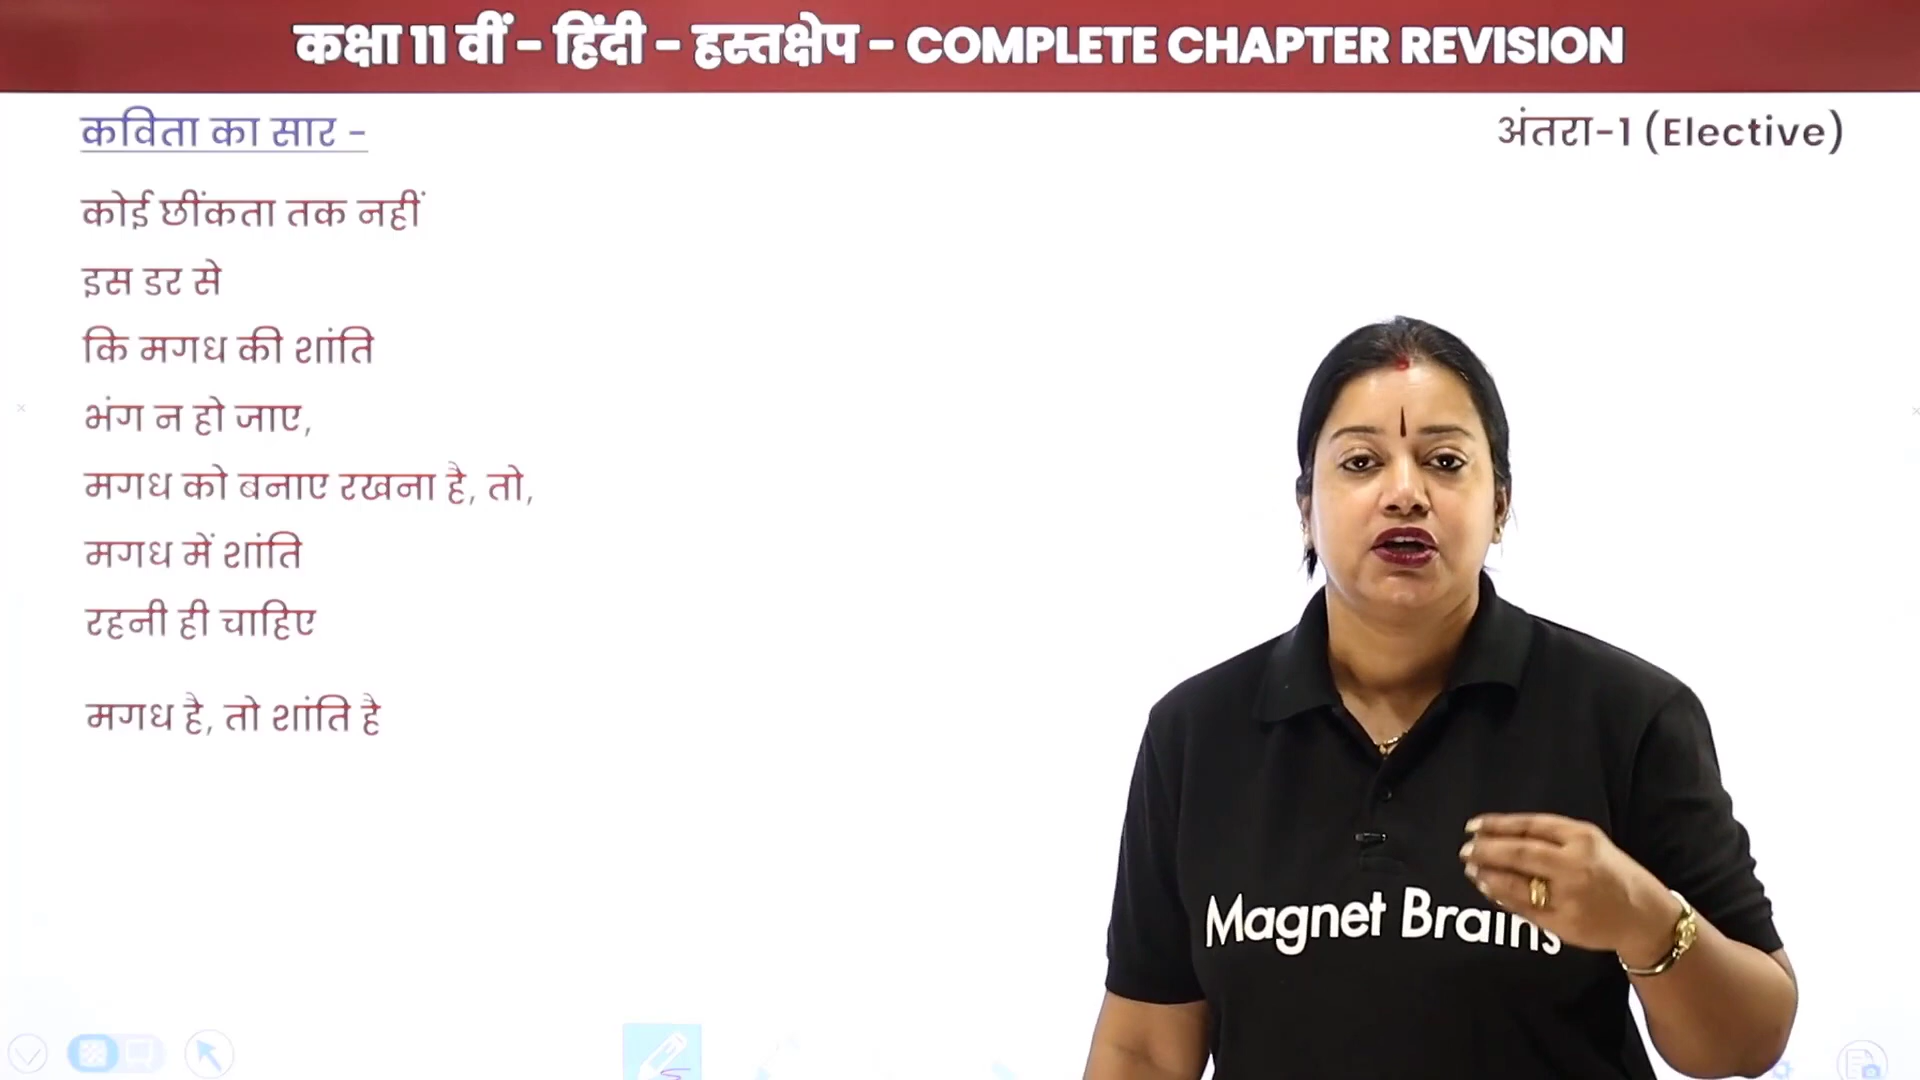 कक्षा 11 वीं - हिंदी - हस्तक्षेप - COMPLETE CHAPTER REVISION
कविता का सार -
अंतरा-1 (Elective)
कोई छींकता तक नहीं
इस डर से
कि मगध की शांति
भंग न हो जाए,
मगध को बनाए रखना है, तो,
मगध में शांति
रहनी ही चाहिए
मगध है, तो शांति है
Magnet Brains